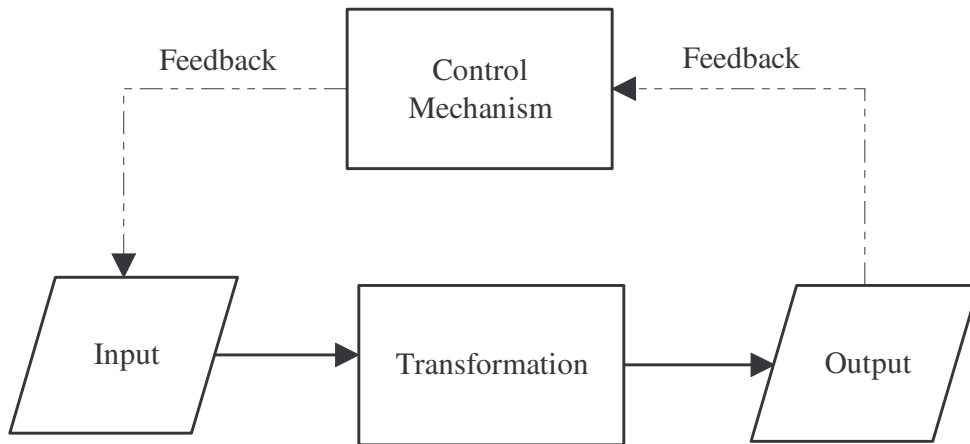 Feedback
Control
Mechanism
Feedback
Input
Transformation
Output